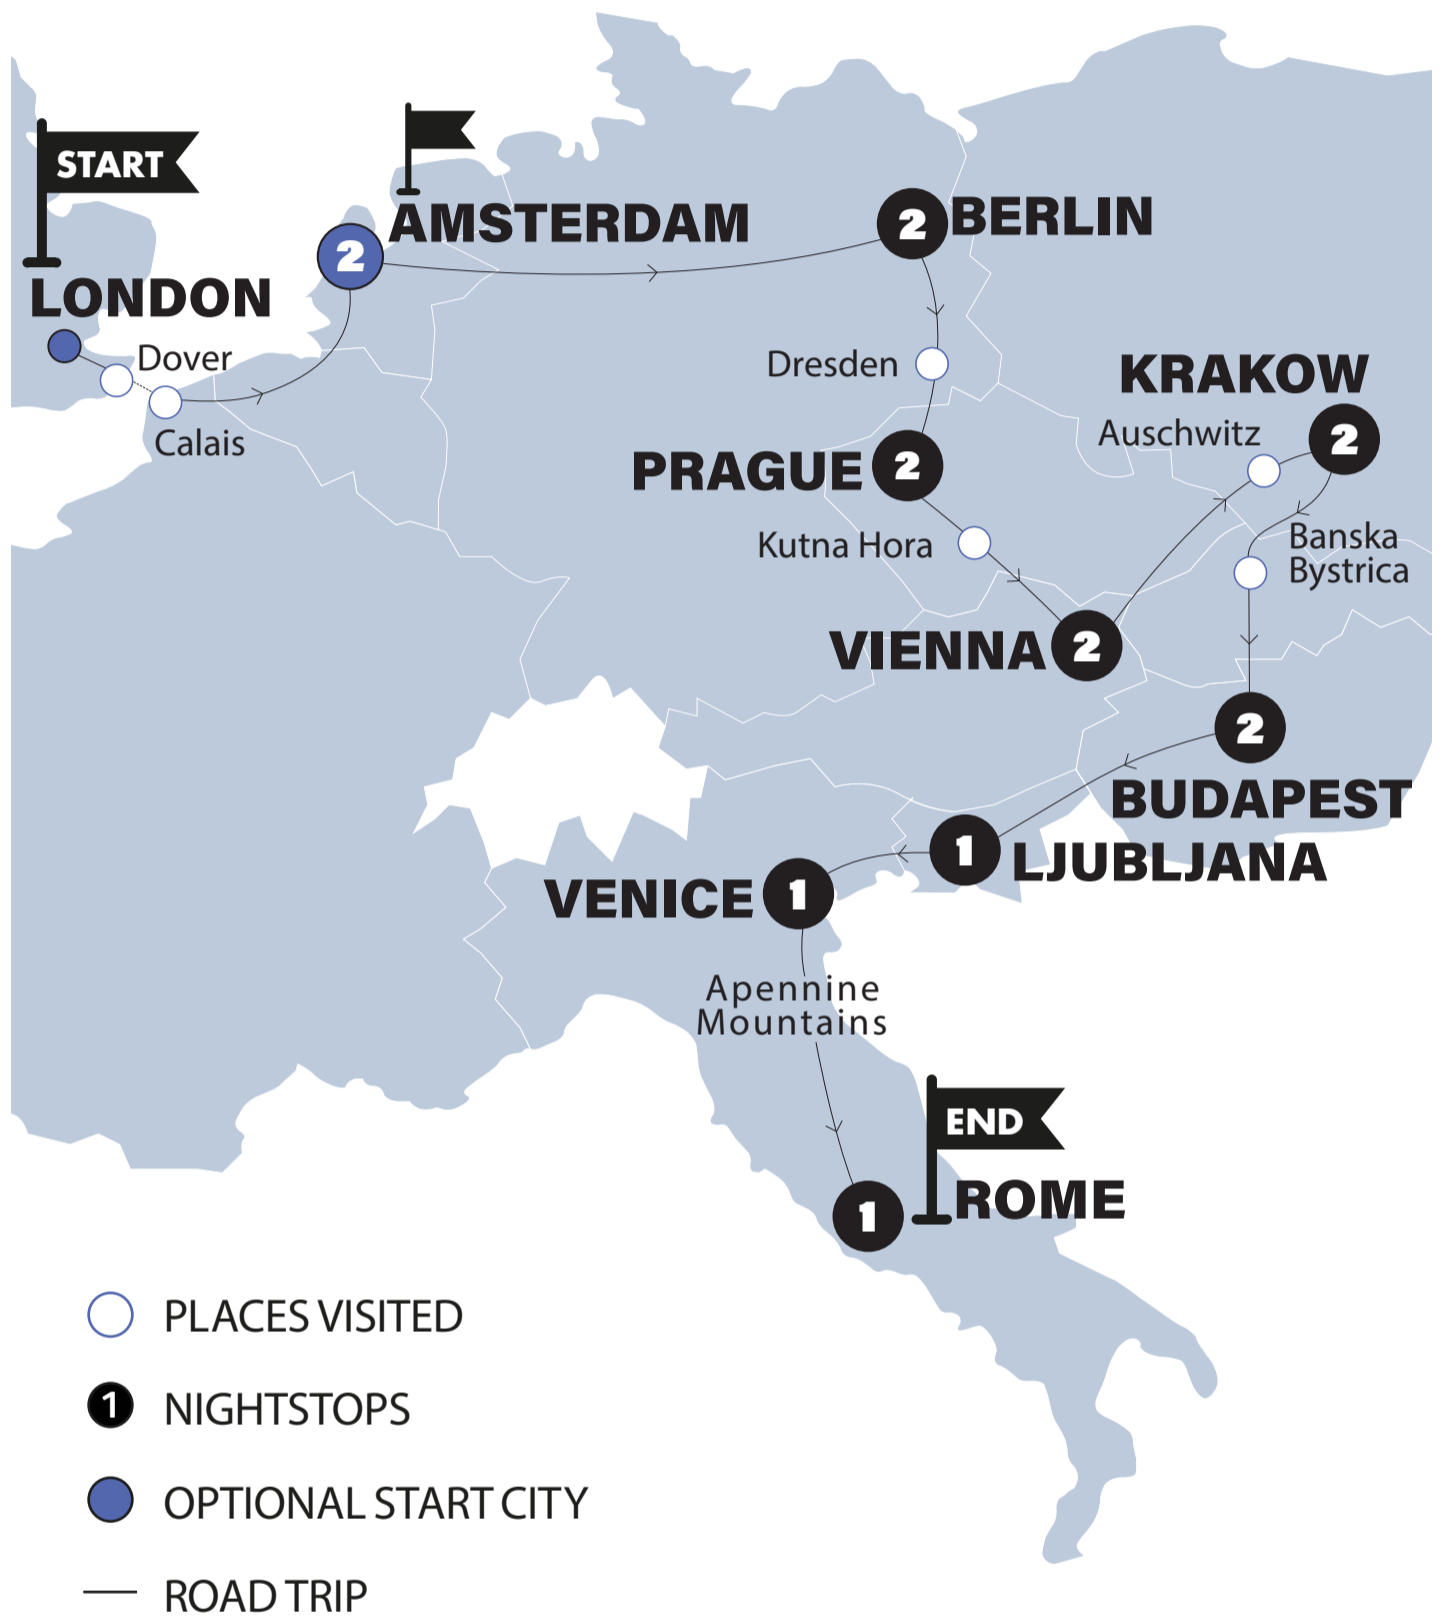 START
LONDON
Dover
Calais
2
AMSTERDAM
2
BERLIN
Dresden
PRAGUE
2
Kutna Hora
VIENNA
2
KRAKOW
Auschwitz
2
Banska
Bystrica
2
BUDAPEST
1
LJUBLJANA
VENICE
1
Apennine
Mountains
END
ROME
1
PLACES VISITED
1
NIGHTSTOPS
OPTIONAL START CITY
ROAD TRIP